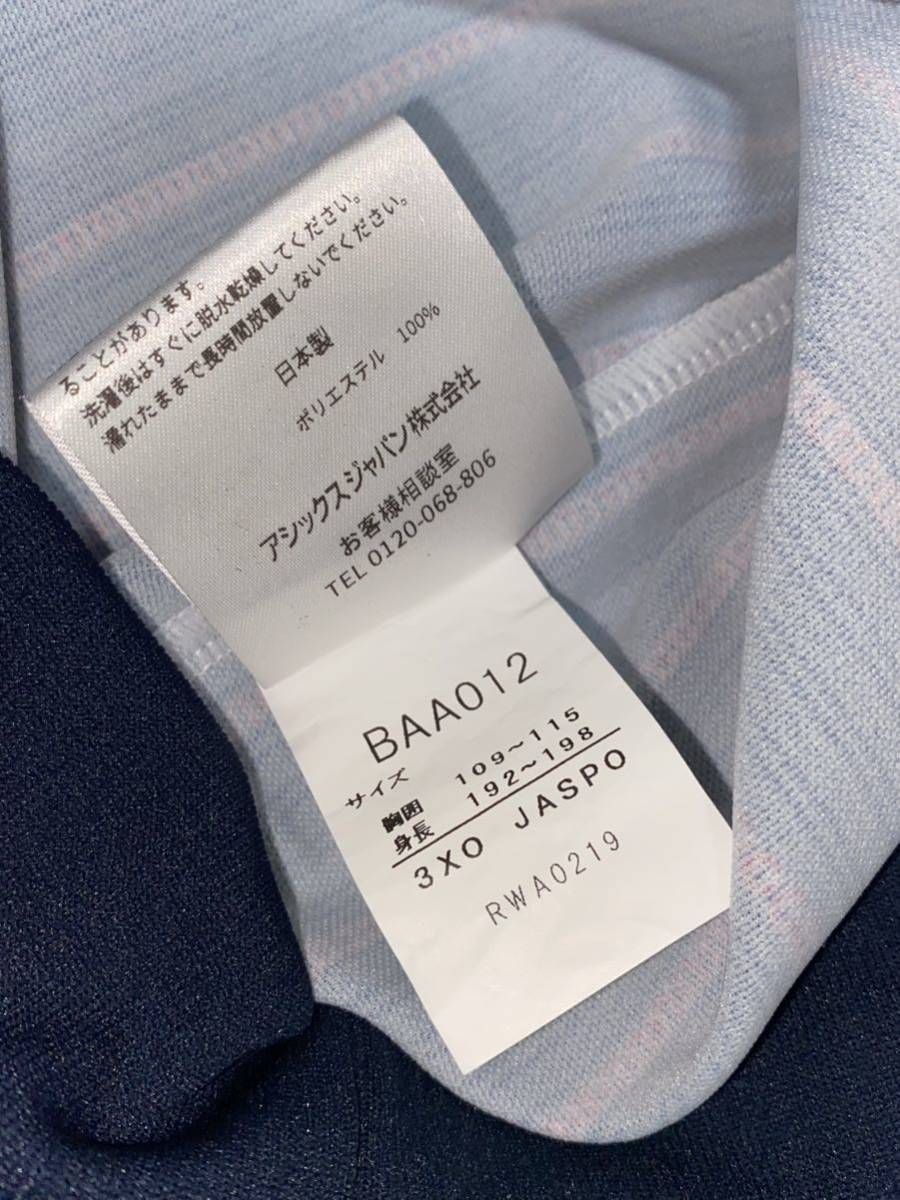 ることがあります。
洗濯後はすぐに脱水乾燥してください。
濡れたままで長時間放置しないでください。
日本製
ポリエステル 100%
アシックスジャパン株式会社
お客様相談室
TEL 0120-068-806
BAA012
サイズ
胸囲 109~115
身長 192~198
3XO JASPO
RWA0219